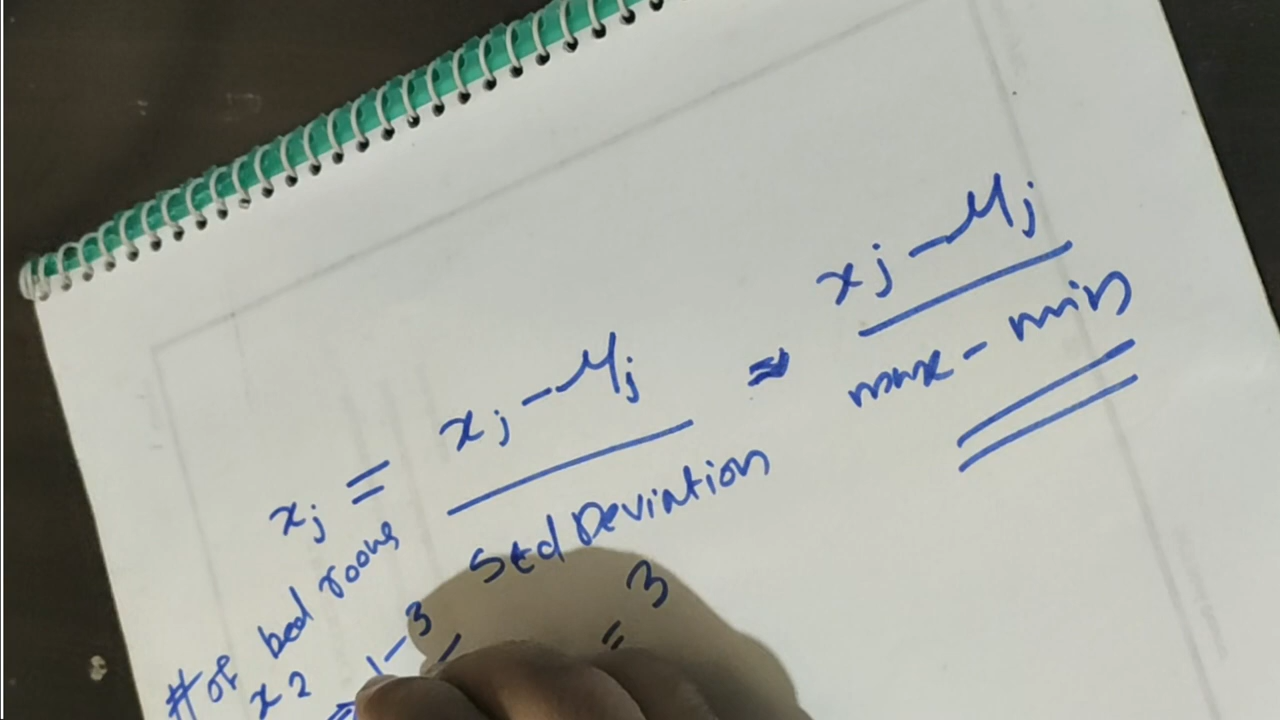 xj = xj - μj / Std Deviation ⇒ xj - μj / max - min
# of bed rooms
x2
1 - 3
= 3